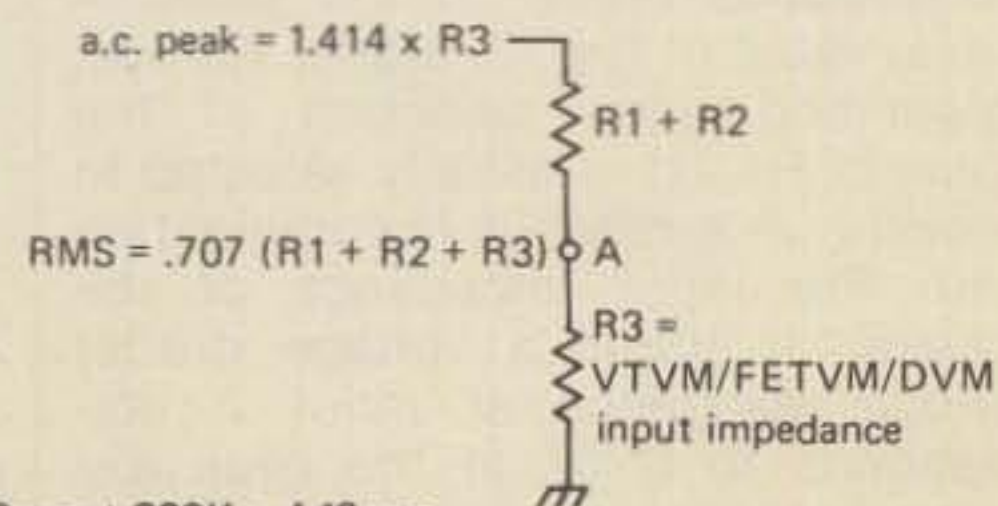 a.c. peak = 1.414 x R3
R1 + R2
RMS = .707 (R1 + R2 + R3)
A
R3 =
VTVM/FETVM/DVM
input impedance